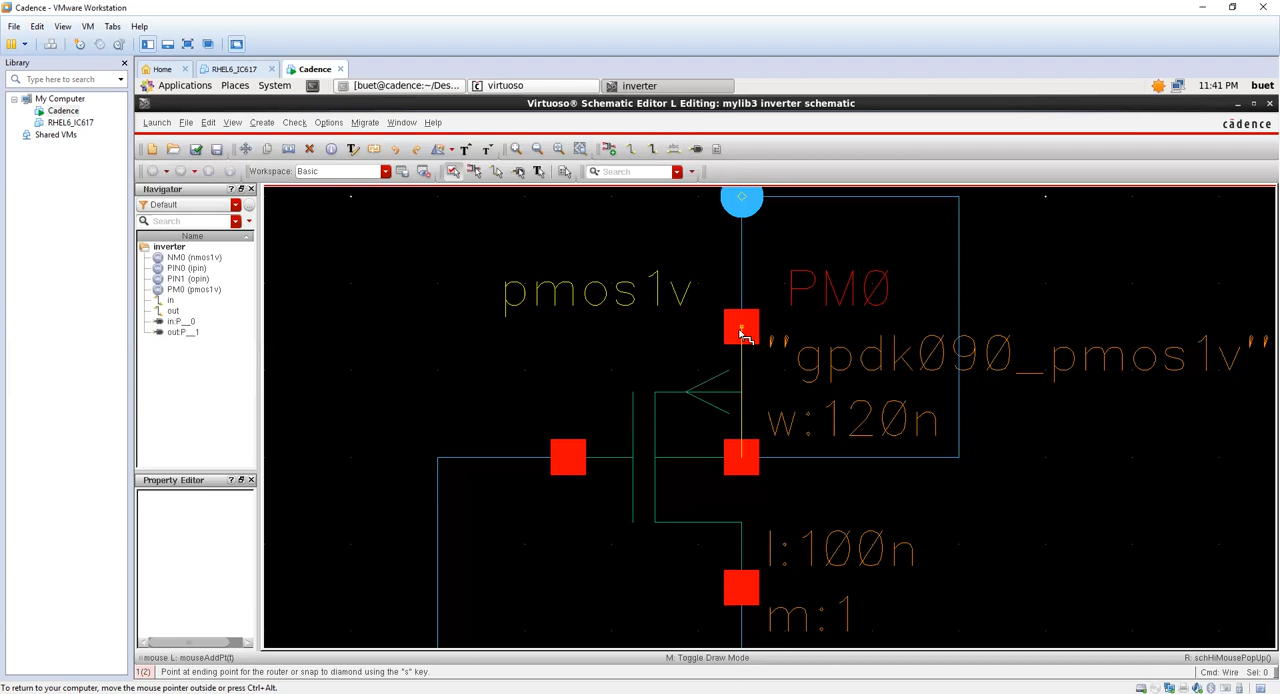 Cadence - VMware Workstation
File Edit View VM Tabs Help
Library
Type here to search
My Computer
Cadence
RHEL6_IC617
Shared VMs
Home RHEL6_IC617 Cadence
Applications Places System [buet@cadence:~/Des... virtuoso inverter 11:41 PM buet
Virtuoso® Schematic Editor L Editing: mylib3 inverter schematic
Launch File Edit View Create Check Options Migrate Window Help cādence
Workspace: Basic Search
Navigator
Default
Search
Name
inverter
NM0 (nmos1v)
PIN0 (ipin)
PIN1 (opin)
PM0 (pmos1v)
in
out
in:P__0
out:P__1
Property Editor
pmos1v PM0
"gpdk090_pmos1v"
w:120n
l:100n
m:1
mouse L: mouseAddPt(t) M: Toggle Draw Mode R: schHiMousePopUp()
1(2) Point at ending point for the router or snap to diamond using the "s" key. Cmd: Wire Sel: 0
To return to your computer, move the mouse pointer outside or press Ctrl+Alt.